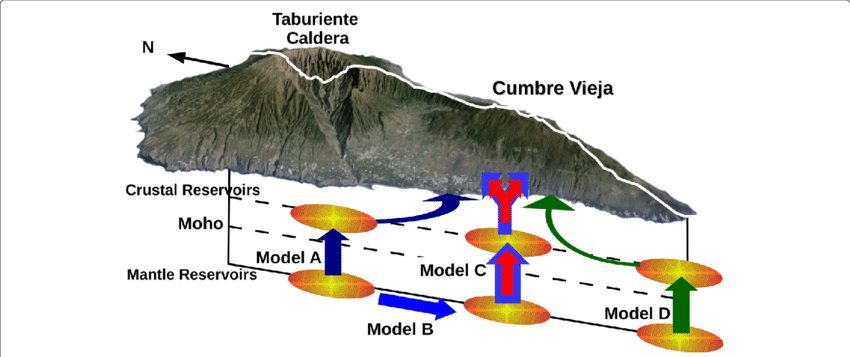 Taburiente
Caldera
N
Cumbre Vieja
Crustal Reservoirs
Moho
Model A
Mantle Reservoirs
Model C
Model B
Model D